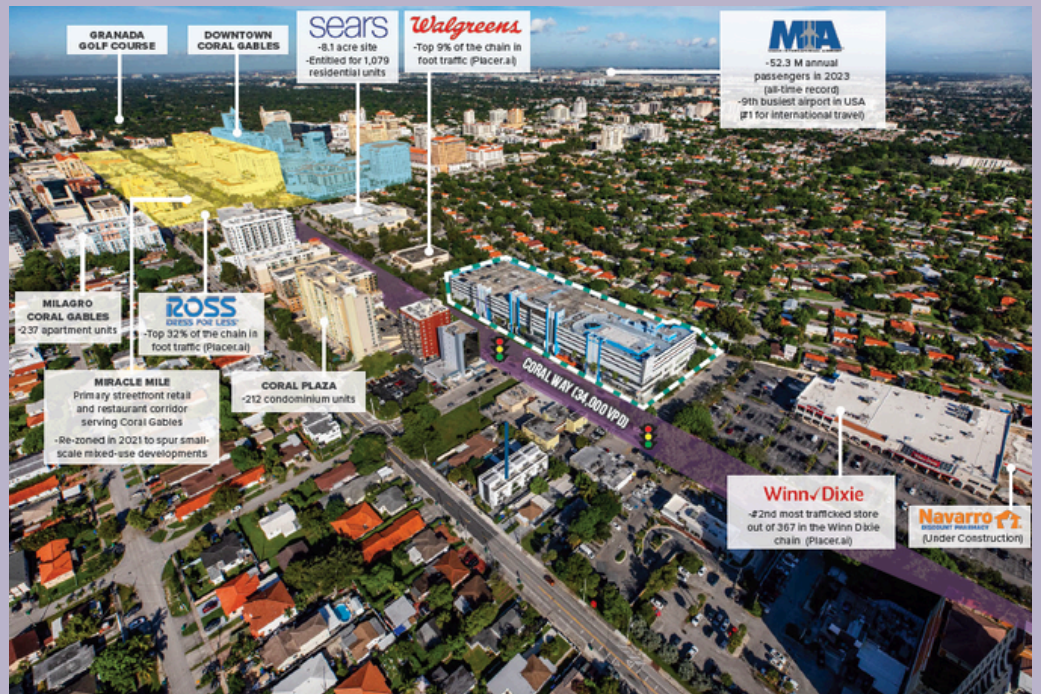 GRANADA
GOLF COURSE
DOWNTOWN
CORAL GABLES
sears
-8.1 acre site
-Entitled for 1,079
residential units
Walgreens
-Top 9% of the chain in
foot traffic (Placer.ai)
MIA
-52.3 M annual
passengers in 2023
(all-time record)
-9th busiest airport in USA
(#1 for international travel)
MILAGRO
CORAL GABLES
-237 apartment units
ROSS
DRESS FOR LESS
-Top 32% of the chain in
foot traffic (Placer.ai)
MIRACLE MILE
Primary streetfront retail
and restaurant corridor
serving Coral Gables
-Re-zoned in 2021 to spur small-
scale mixed-use developments
CORAL PLAZA
-212 condominium units
CORAL WAY (34,000 VPD)
Winn Dixie
-#2nd most trafficked store
out of 367 in the Winn Dixie
chain (Placer.ai)
Navarro
DISCOUNT PHARMACY
(Under Construction)